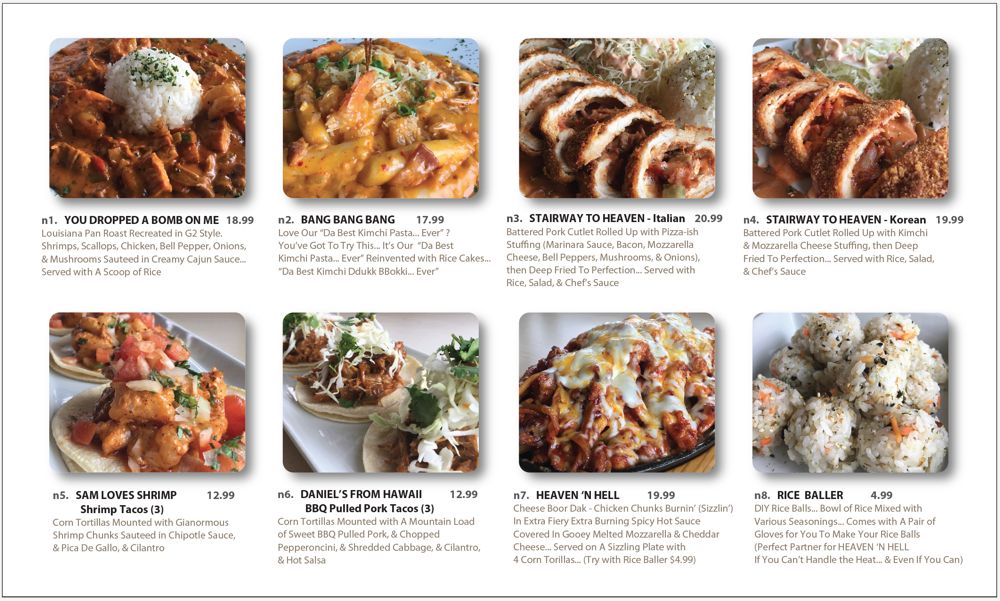 n1. YOU DROPPED A BOMB ON ME 18.99
Louisiana Pan Roast Recreated in G2 Style.
Shrimps, Scallops, Chicken, Bell Pepper, Onions,
& Mushrooms Sauteed in Creamy Cajun Sauce...
Served with A Scoop of Rice
n2. BANG BANG BANG 17.99
Love Our “Da Best Kimchi Pasta... Ever” ?
You’ve Got To Try This... It’s Our “Da Best
Kimchi Pasta... Ever” Reinvented with Rice Cakes...
“Da Best Kimchi Ddukk BBokki... Ever”
n3. STAIRWAY TO HEAVEN - Italian 20.99
Battered Pork Cutlet Rolled Up with Pizza-ish
Stuffing (Marinara Sauce, Bacon, Mozzarella
Cheese, Bell Peppers, Mushrooms, & Onions),
then Deep Fried To Perfection... Served with
Rice, Salad, & Chef’s Sauce
n4. STAIRWAY TO HEAVEN - Korean 19.99
Battered Pork Cutlet Rolled Up with Kimchi
& Mozzarella Cheese Stuffing, then Deep
Fried To Perfection... Served with Rice, Salad,
& Chef’s Sauce
n5. SAM LOVES SHRIMP 12.99
Shrimp Tacos (3)
Corn Tortillas Mounted with Gianormous
Shrimp Chunks Sauteed in Chipotle Sauce,
& Pica De Gallo, & Cilantro
n6. DANIEL’S FROM HAWAII 12.99
BBQ Pulled Pork Tacos (3)
Corn Tortillas Mounted with A Mountain Load
of Sweet BBQ Pulled Pork, & Chopped
Pepperoncini, & Shredded Cabbage, & Cilantro,
& Hot Salsa
n7. HEAVEN ‘N HELL 19.99
Cheese Boor Dak - Chicken Chunks Burnin’ (Sizzlin’)
In Extra Fiery Extra Burning Spicy Hot Sauce
Covered In Gooey Melted Mozzarella & Cheddar
Cheese... Served on A Sizzling Plate with
4 Corn Torillas... (Try with Rice Baller $4.99)
n8. RICE BALLER 4.99
DIY Rice Balls... Bowl of Rice Mixed with
Various Seasonings... Comes with A Pair of
Gloves for You To Make Your Rice Balls
(Perfect Partner for HEAVEN ‘N HELL
If You Can’t Handle the Heat... & Even If You Can)